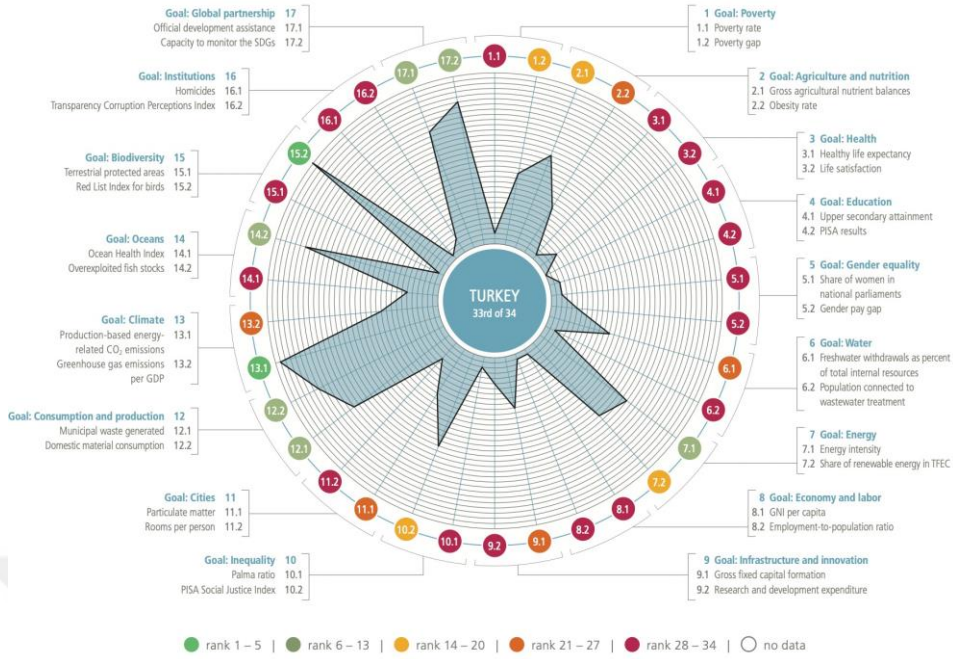 Goal: Global partnership 17
Official development assistance 17.1
Capacity to monitor the SDGs 17.2
Goal: Institutions 16
Homicides 16.1
Transparency Corruption Perceptions Index 16.2
Goal: Biodiversity 15
Terrestrial protected areas 15.1
Red List Index for birds 15.2
Goal: Oceans 14
Ocean Health Index 14.1
Overexploited fish stocks 14.2
Goal: Climate 13
Production-based energy- 13.1
related CO₂ emissions
Greenhouse gas emissions 13.2
per GDP
Goal: Consumption and production 12
Municipal waste generated 12.1
Domestic material consumption 12.2
Goal: Cities 11
Particulate matter 11.1
Rooms per person 11.2
Goal: Inequality 10
Palma ratio 10.1
PISA Social Justice Index 10.2
1 Goal: Poverty
1.1 Poverty rate
1.2 Poverty gap
2 Goal: Agriculture and nutrition
2.1 Gross agricultural nutrient balances
2.2 Obesity rate
3 Goal: Health
3.1 Healthy life expectancy
3.2 Life satisfaction
4 Goal: Education
4.1 Upper secondary attainment
4.2 PISA results
5 Goal: Gender equality
5.1 Share of women in
national parliaments
5.2 Gender pay gap
6 Goal: Water
6.1 Freshwater withdrawals as percent
of total internal resources
6.2 Population connected to
wastewater treatment
7 Goal: Energy
7.1 Energy intensity
7.2 Share of renewable energy in TFEC
8 Goal: Economy and labor
8.1 GNI per capita
8.2 Employment-to-population ratio
9 Goal: Infrastructure and innovation
9.1 Gross fixed capital formation
9.2 Research and development expenditure
1.1
1.2
2.1
2.2
3.1
3.2
4.1
4.2
5.1
5.2
6.1
6.2
7.1
7.2
8.1
8.2
9.1
9.2
10.1
10.2
11.1
11.2
12.1
12.2
13.1
13.2
14.1
14.2
15.1
15.2
16.1
16.2
17.1
17.2
TURKEY
33rd of 34
rank 1 – 5 | rank 6 – 13 | rank 14 – 20 | rank 21 – 27 | rank 28 – 34 | no data